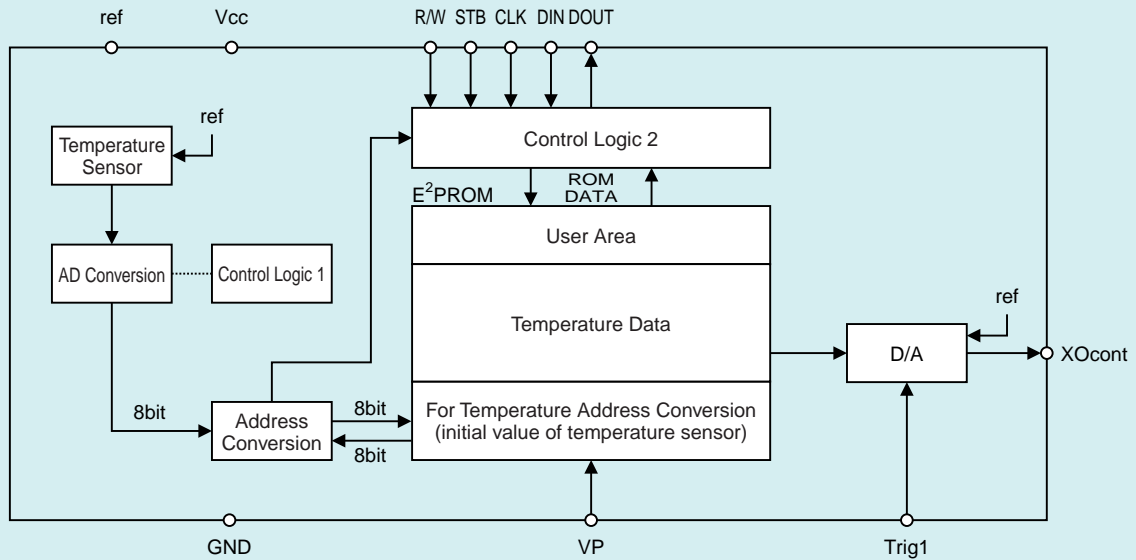 ref
Vcc
R/W
STB
CLK
DIN
DOUT
ref
Temperature
Sensor
Control Logic 2
E²PROM
ROM
DATA
User Area
AD Conversion
Control Logic 1
Temperature Data
ref
D/A
XOcont
8bit
Address
Conversion
8bit
8bit
For Temperature Address Conversion
(initial value of temperature sensor)
GND
VP
Trig1